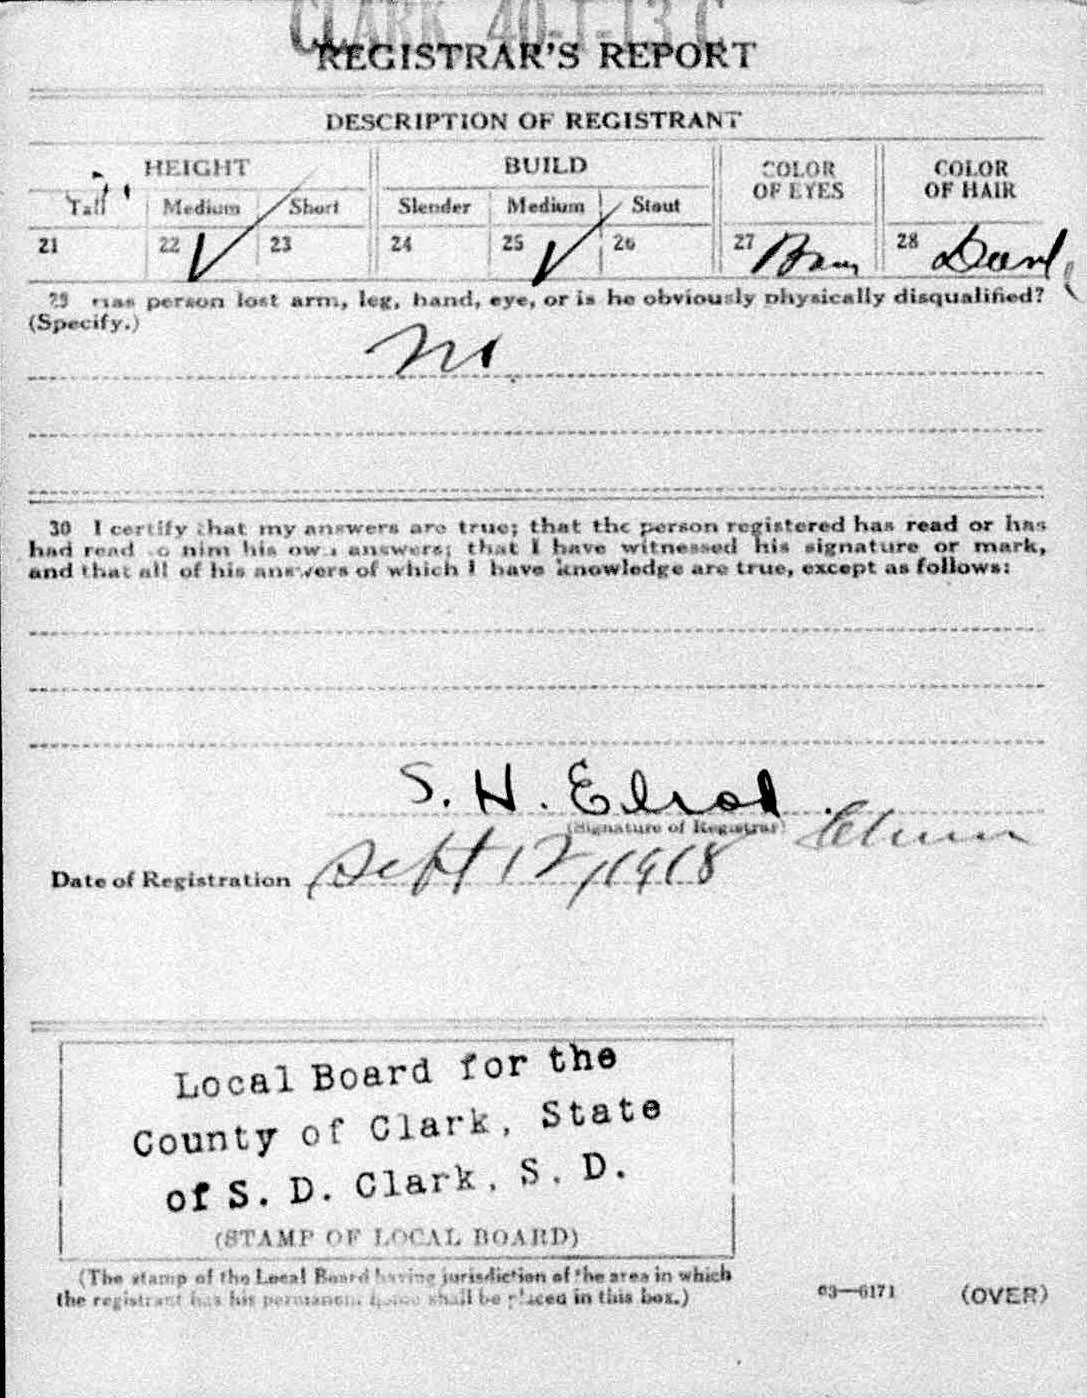 CLARK 40-1-13 C
REGISTRAR'S REPORT
DESCRIPTION OF REGISTRANT
HEIGHT BUILD COLOR OF EYES COLOR OF HAIR
Tall Medium Short Slender Medium Stout
21 22 ✓ 23 24 25 ✓ 26 27 28
29 Has person lost arm, leg, hand, eye, or is he obviously physically disqualified?
(Specify.)
No
30 I certify that my answers are true; that the person registered has read or has
had read to him his own answers; that I have witnessed his signature or mark,
and that all of his answers of which I have knowledge are true, except as follows:
S. H. Elrod
(Signature of Registrar)
Date of Registration Sept 12, 1918
Local Board for the
County of Clark, State
of S. D. Clark, S. D.
(STAMP OF LOCAL BOARD)
(The stamp of the Local Board having jurisdiction of the area in which
the registrant has his permanent home shall be placed in this box.)
03—6171 (OVER)